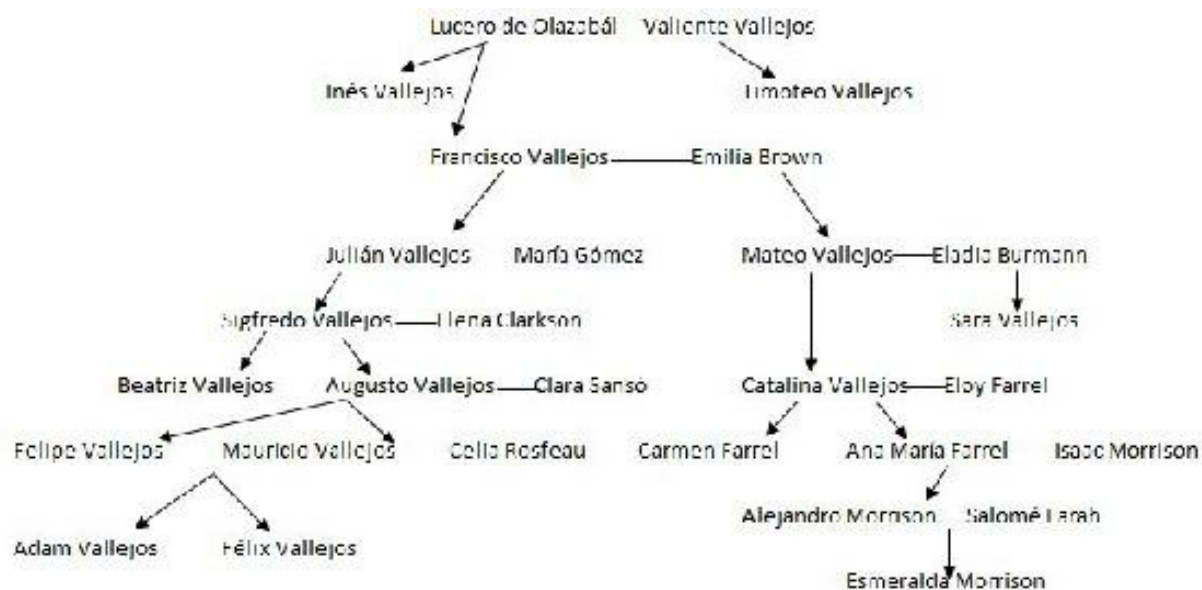 Lucero de Olazabál Valiente Vallejos
Inés Vallejos Timoteo Vallejos
Francisco Vallejos Emilia Brown
Julián Vallejos María Gómez Mateo Vallejos Eladia Burmann
Sigfredo Vallejos Elena Clarkson Sara Vallejos
Beatriz Vallejos Augusto Vallejos Clara Sansó Catalina Vallejos Eloy Farrel
Felipe Vallejos Mauricio Vallejos Celia Rosfeau Carmen Farrel Ana María Farrel Isaac Morrison
Adam Vallejos Félix Vallejos Alejandro Morrison Salomé Farah
Esmeralda Morrison